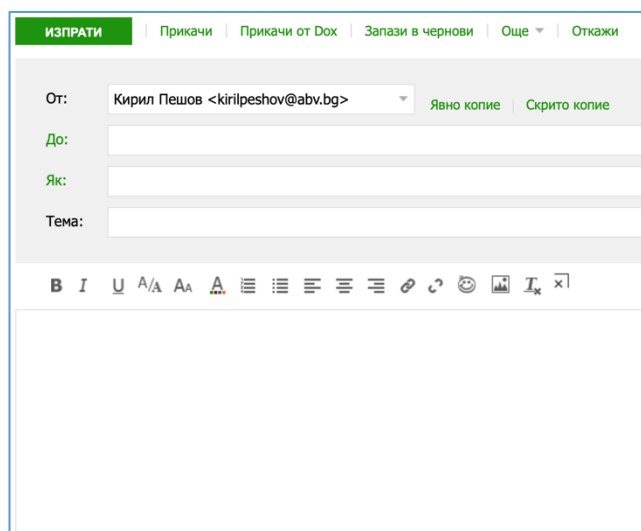 ИЗПРАТИ Прикачи Прикачи от Dox Запази в чернови Още Откажи
От: Кирил Пешов <kirilpeshov@abv.bg> Явно копие Скрито копие
До:
Як:
Тема:
B I U A/A AA A